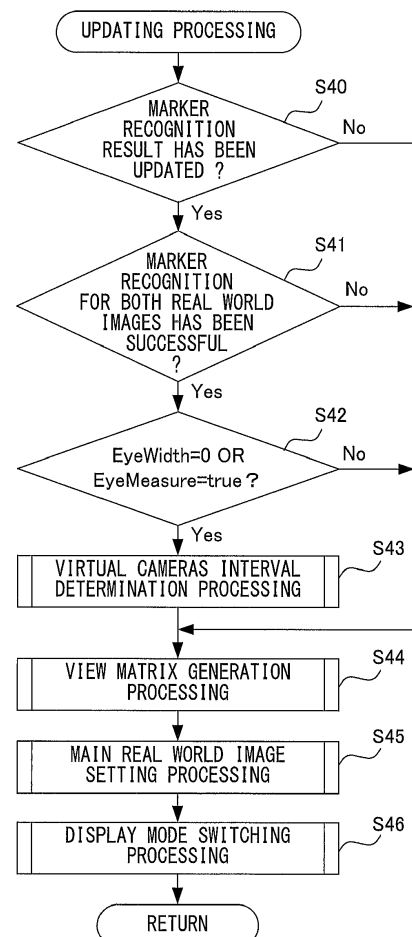 UPDATING PROCESSING
S40
MARKER
RECOGNITION
RESULT HAS BEEN
UPDATED ?
No
Yes
S41
MARKER
RECOGNITION
FOR BOTH REAL WORLD
IMAGES HAS BEEN
SUCCESSFUL
?
No
Yes
S42
EyeWidth=0 OR
EyeMeasure=true ?
No
Yes
S43
VIRTUAL CAMERAS INTERVAL
DETERMINATION PROCESSING
S44
VIEW MATRIX GENERATION
PROCESSING
S45
MAIN REAL WORLD IMAGE
SETTING PROCESSING
S46
DISPLAY MODE SWITCHING
PROCESSING
RETURN